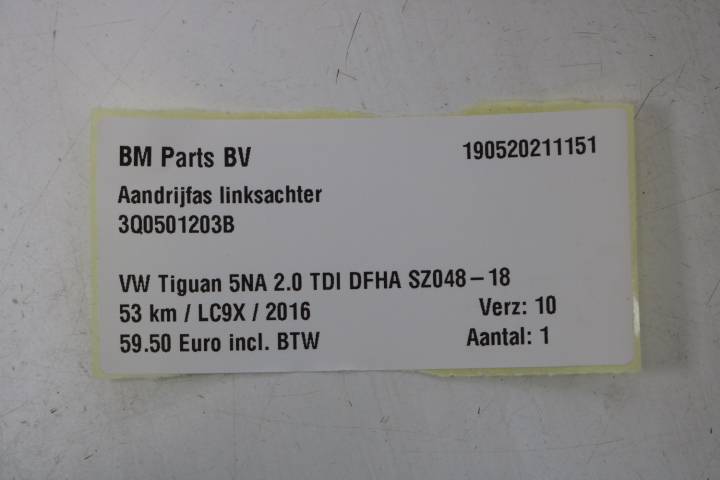 BM Parts BV 190520211151
Aandrijfas linksachter
3Q0501203B
VW Tiguan 5NA 2.0 TDI DFHA SZ048-18
53 km / LC9X / 2016 Verz: 10
59.50 Euro incl. BTW Aantal: 1